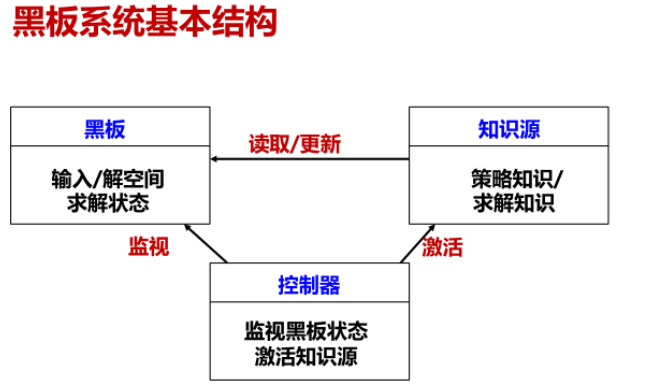 黑板系统基本结构
黑板
输入/解空间
求解状态
读取/更新
知识源
策略知识/
求解知识
监视
激活
控制器
监视黑板状态
激活知识源